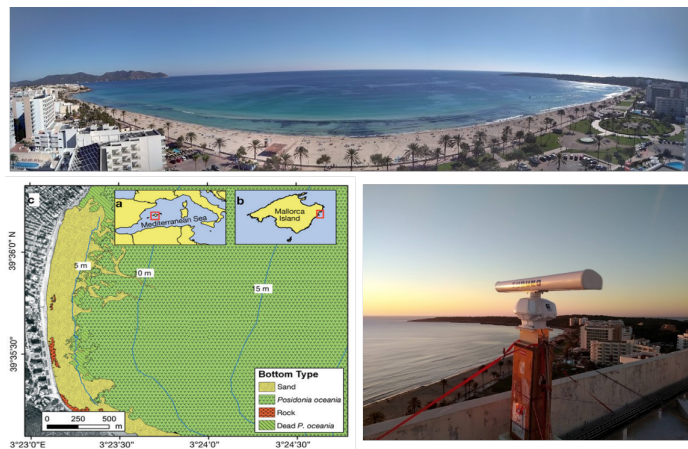 c
a
Mediterranean Sea
b
Mallorca
Island
39°36'0" N
5 m
10 m
15 m
39°35'30"
Bottom Type
Sand
Posidonia oceania
Rock
Dead P. oceania
0 250 500
m
3°23'0"E
3°23'30"
3°24'0"
3°24'30"
FURUNO